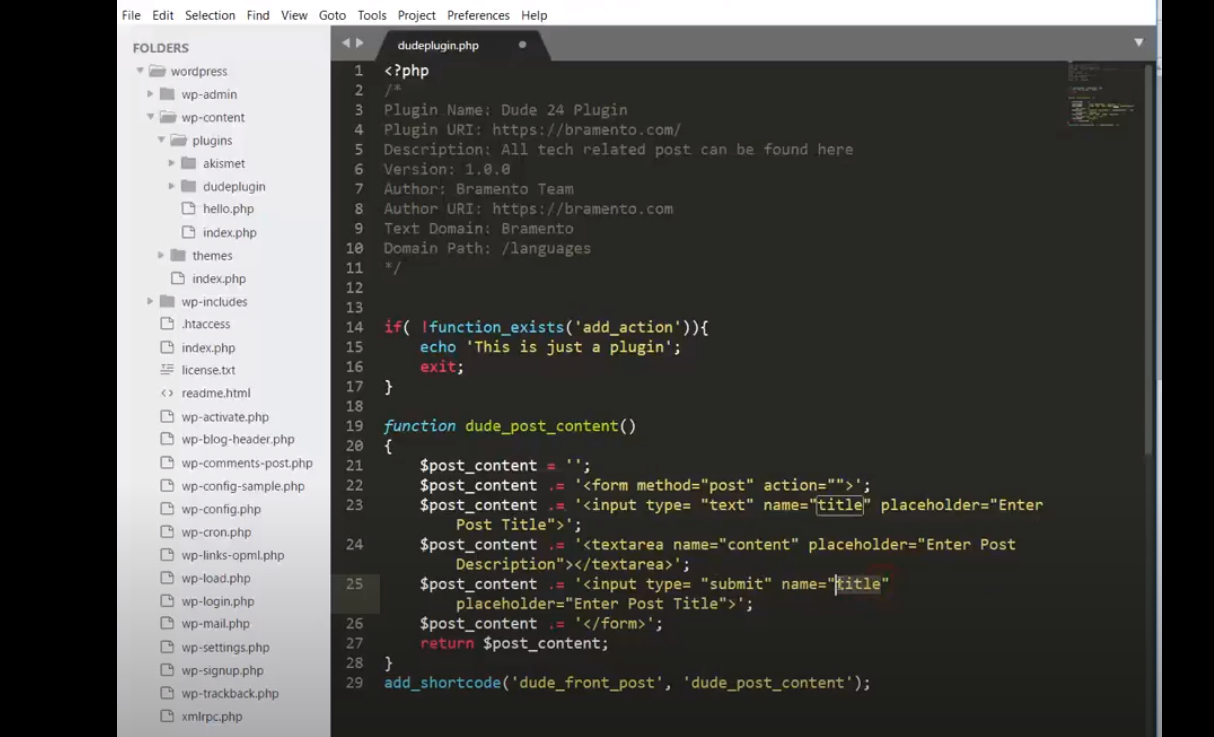 File Edit Selection Find View Goto Tools Project Preferences Help
FOLDERS
wordpress
wp-admin
wp-content
plugins
akismet
dudeplugin
hello.php
index.php
themes
index.php
wp-includes
.htaccess
index.php
license.txt
<> readme.html
wp-activate.php
wp-blog-header.php
wp-comments-post.php
wp-config-sample.php
wp-config.php
wp-cron.php
wp-links-opml.php
wp-load.php
wp-login.php
wp-mail.php
wp-settings.php
wp-signup.php
wp-trackback.php
xmlrpc.php
dudeplugin.php
1 <?php
2 /*
3 Plugin Name: Dude 24 Plugin
4 Plugin URI: https://bramento.com/
5 Description: All tech related post can be found here
6 Version: 1.0.0
7 Author: Bramento Team
8 Author URI: https://bramento.com
9 Text Domain: Bramento
10 Domain Path: /languages
11 */
12
13
14 if( !function_exists('add_action')){
15 echo 'This is just a plugin';
16 exit;
17 }
18
19 function dude_post_content()
20 {
21 $post_content = '';
22 $post_content .= '<form method="post" action="">';
23 $post_content .= '<input type= "text" name="title" placeholder="Enter
Post Title">';
24 $post_content .= '<textarea name="content" placeholder="Enter Post
Description"></textarea>';
25 $post_content .= '<input type= "submit" name="title"
placeholder="Enter Post Title">';
26 $post_content .= '</form>';
27 return $post_content;
28 }
29 add_shortcode('dude_front_post', 'dude_post_content');